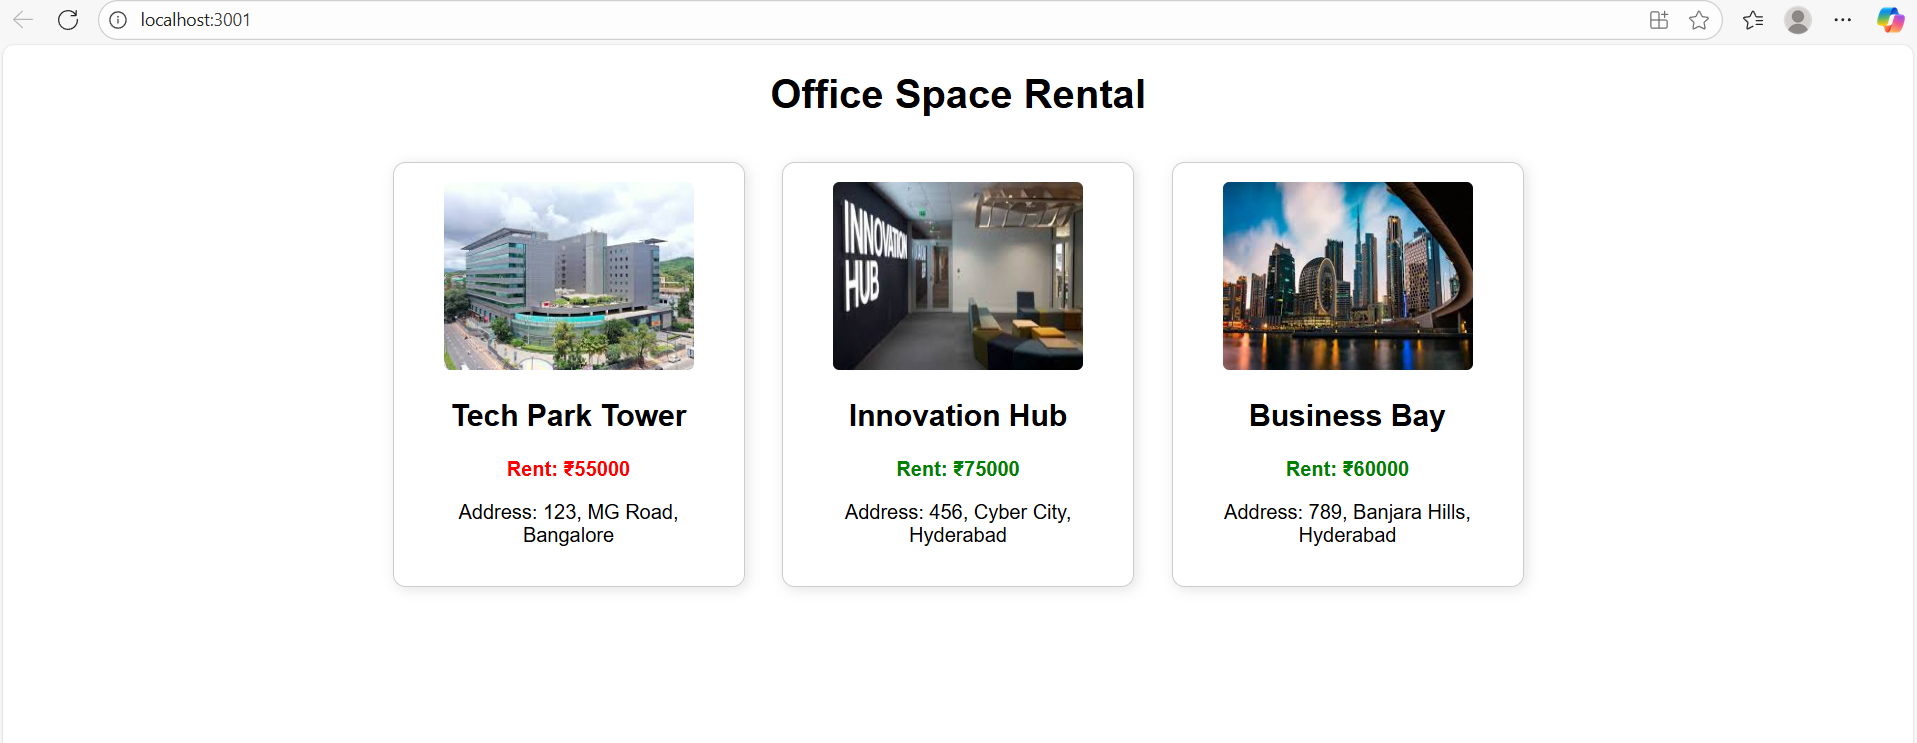 localhost:3001
Office Space Rental
INNOVATION
HUB
Tech Park Tower
Rent: ₹55000
Address: 123, MG Road,
Bangalore
Innovation Hub
Rent: ₹75000
Address: 456, Cyber City,
Hyderabad
Business Bay
Rent: ₹60000
Address: 789, Banjara Hills,
Hyderabad